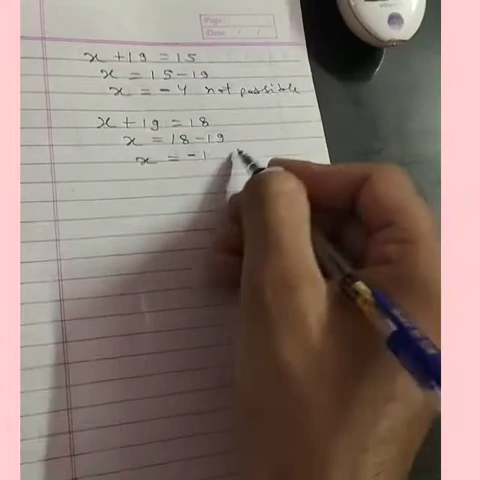 Page:
Date: / /
x + 19 = 15
x = 15 - 19
x = - 4 not possible
x + 19 = 18
x = 18 - 19
x = - 1